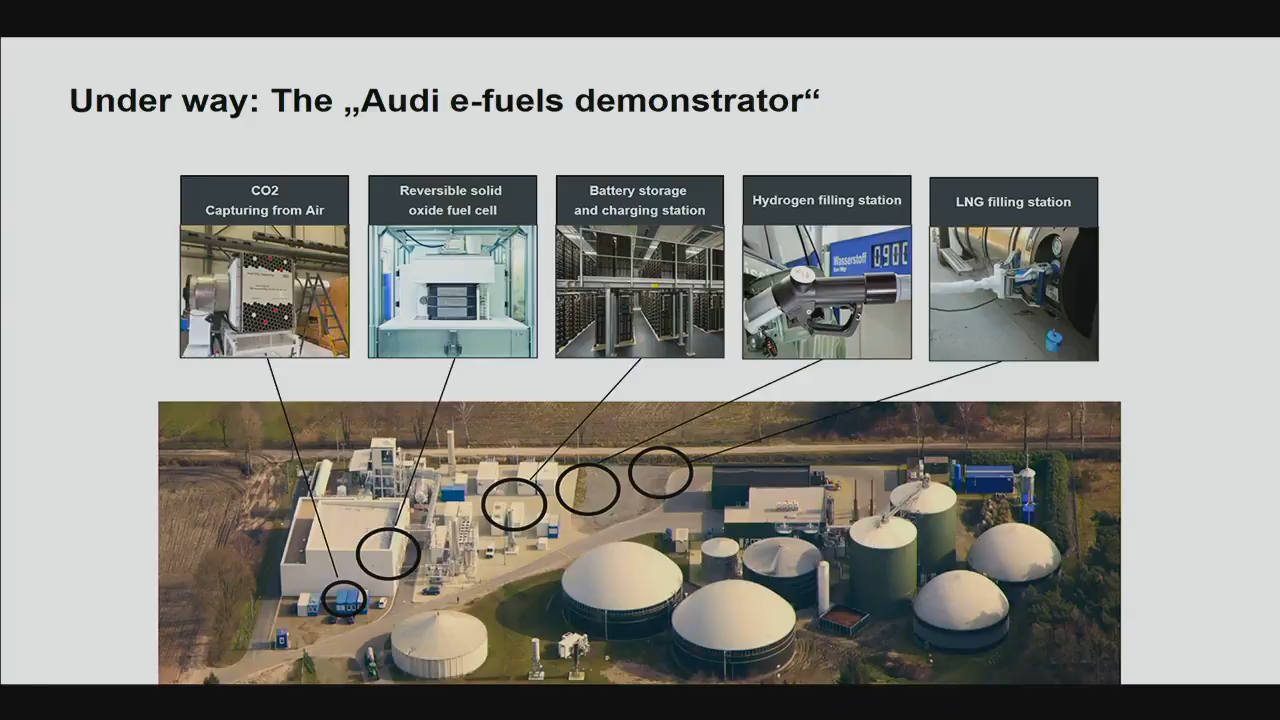 Under way: The „Audi e-fuels demonstrator“
CO2
Capturing from Air
Reversible solid
oxide fuel cell
Battery storage
and charging station
Hydrogen filling station
LNG filling station
Wasserstoff